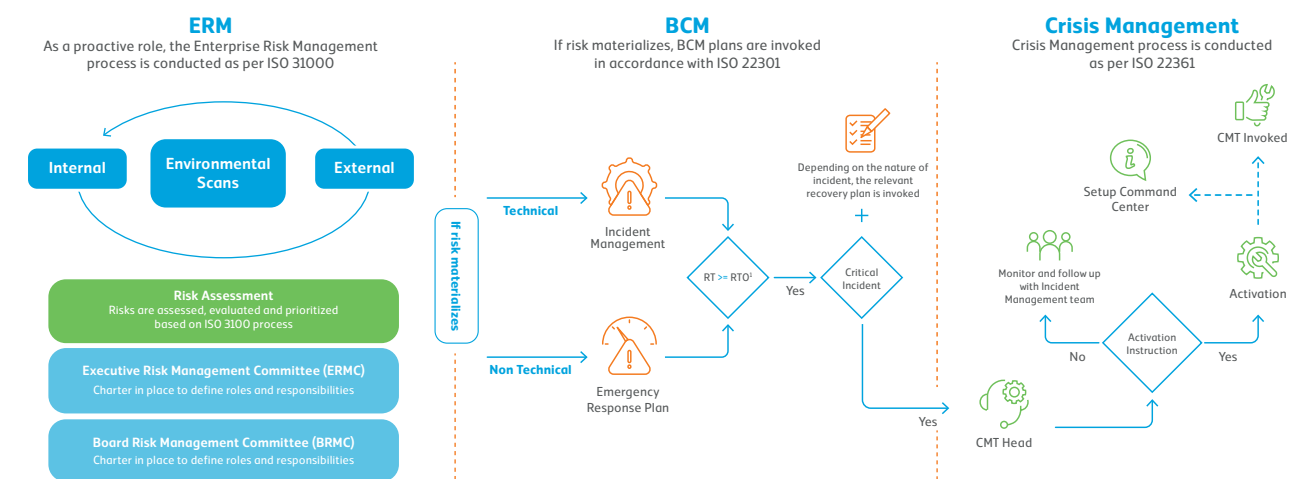 ERM
As a proactive role, the Enterprise Risk Management
process is conducted as per ISO 31000
Internal
Environmental
Scans
External
Risk Assessment
Risks are assessed, evaluated and prioritized
based on ISO 3100 process
Executive Risk Management Committee (ERMC)
Charter in place to define roles and responsibilities
Board Risk Management Committee (BRMC)
Charter in place to define roles and responsibilities
If risk materializes
BCM
If risk materializes, BCM plans are invoked
in accordance with ISO 22301
Technical
Incident
Management
Non Technical
Emergency
Response Plan
RT >= RTO¹
Yes
Depending on the nature of
incident, the relevant
recovery plan is invoked
+
Critical
Incident
Yes
Crisis Management
Crisis Management process is conducted
as per ISO 22361
CMT Invoked
Setup Command
Center
Monitor and follow up
with Incident
Management team
Activation
Activation
Instruction
No
Yes
CMT Head